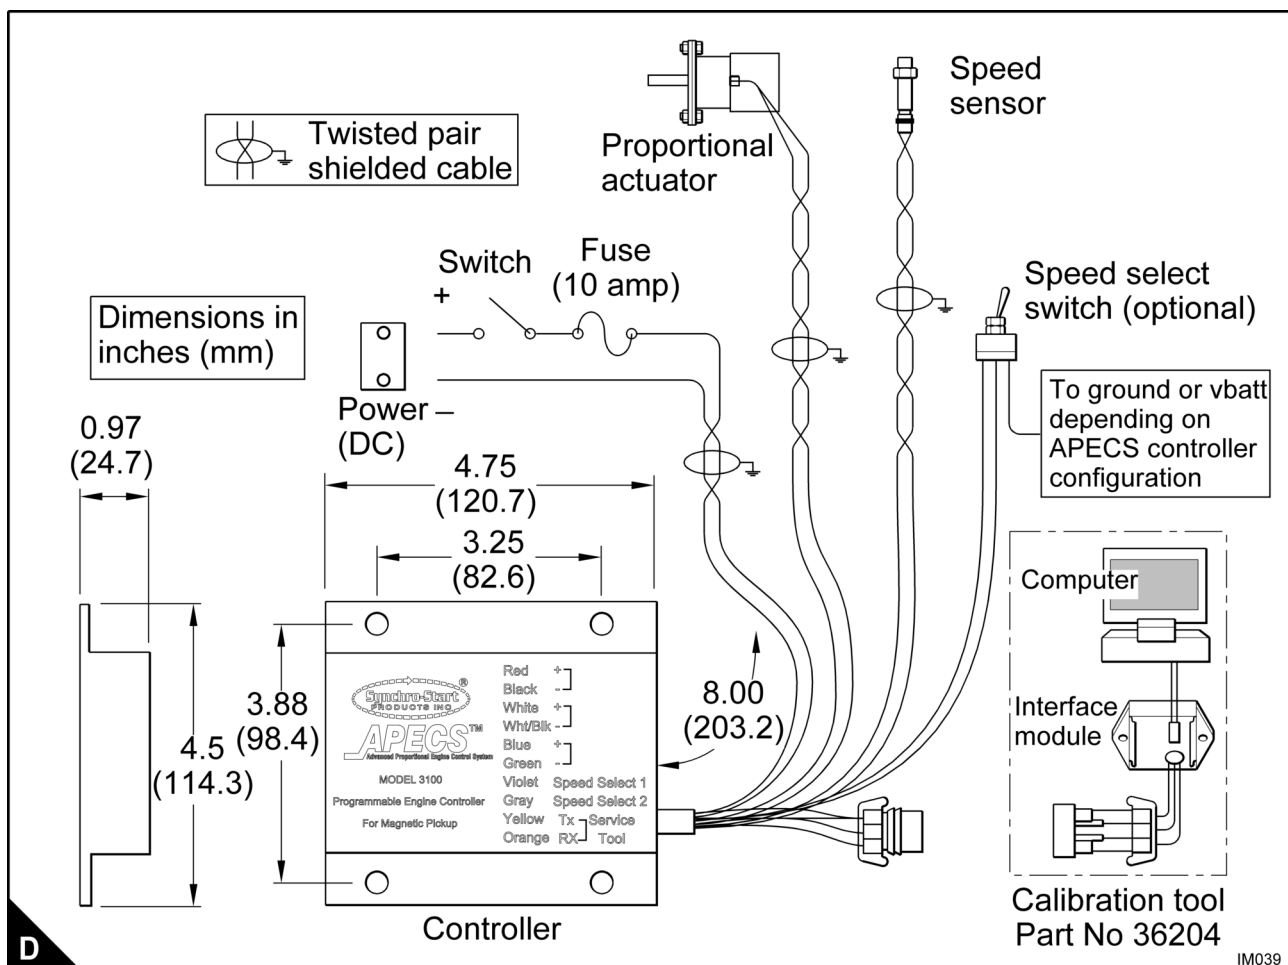 Speed
sensor
Twisted pair
shielded cable
Proportional
actuator
Switch
Fuse
(10 amp)
+
Speed select
switch (optional)
Dimensions in
inches (mm)
Power –
(DC)
To ground or vbatt
depending on
APECS controller
configuration
0.97
(24.7)
4.75
(120.7)
3.25
(82.6)
Computer
Interface
module
8.00
(203.2)
3.88
(98.4)
4.5
(114.3)
Synchro-Start®
PRODUCTS INC
APECS™
Advanced Proportional Engine Control System
MODEL 3100
Programmable Engine Controller
For Magnetic Pickup
Red +
Black -
White +
Wht/Blk -
Blue +
Green -
Violet Speed Select 1
Gray Speed Select 2
Yellow Tx Service
Orange RX Tool
Calibration tool
Part No 36204
Controller
D
IM039